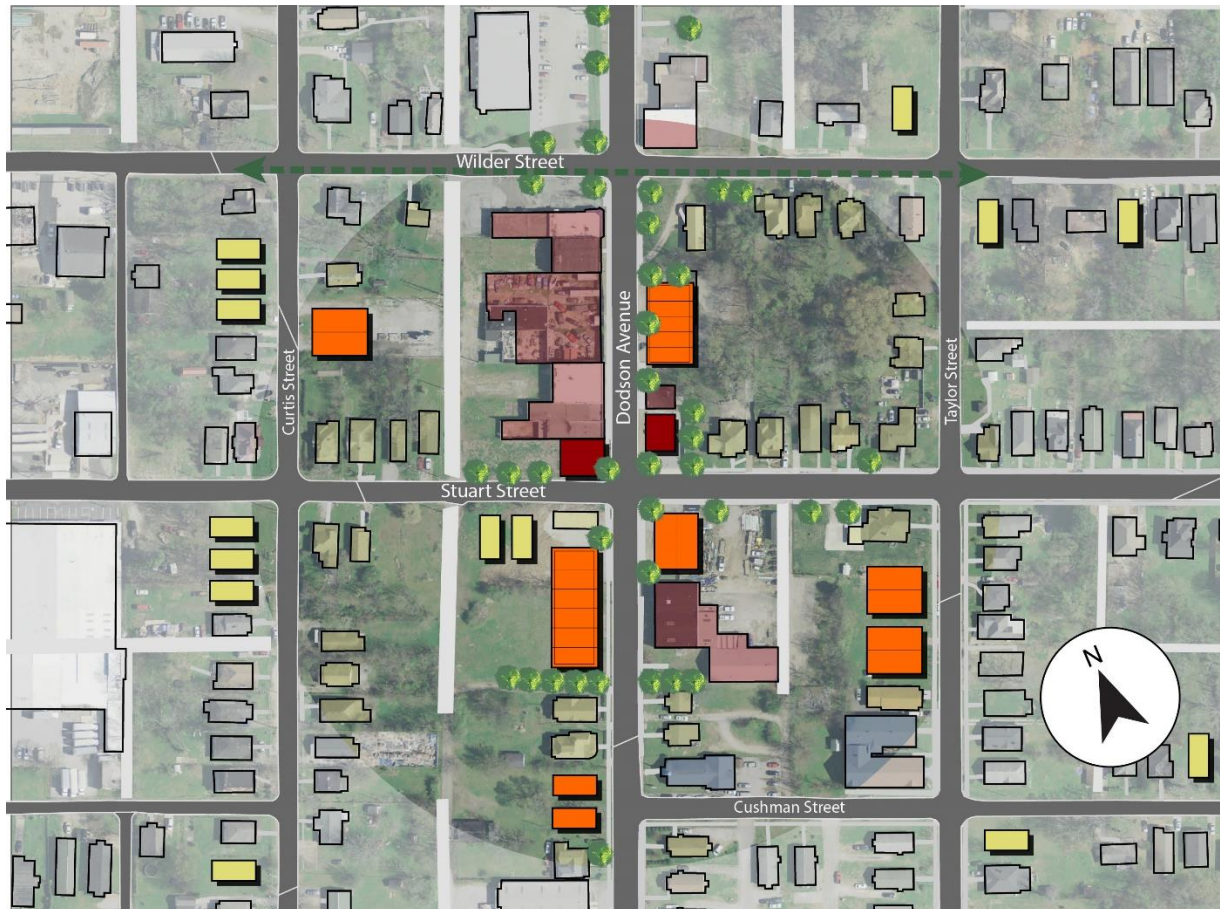 Wilder Street
Dodson Avenue
Curtis Street
Taylor Street
Stuart Street
N
Cushman Street